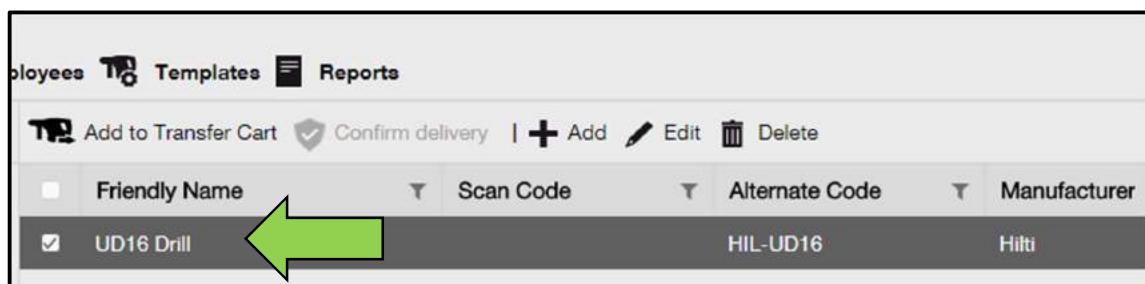 ployees Templates Reports
Add to Transfer Cart Confirm delivery | Add Edit Delete
Friendly Name Scan Code Alternate Code Manufacturer
UD16 Drill HIL-UD16 Hilti